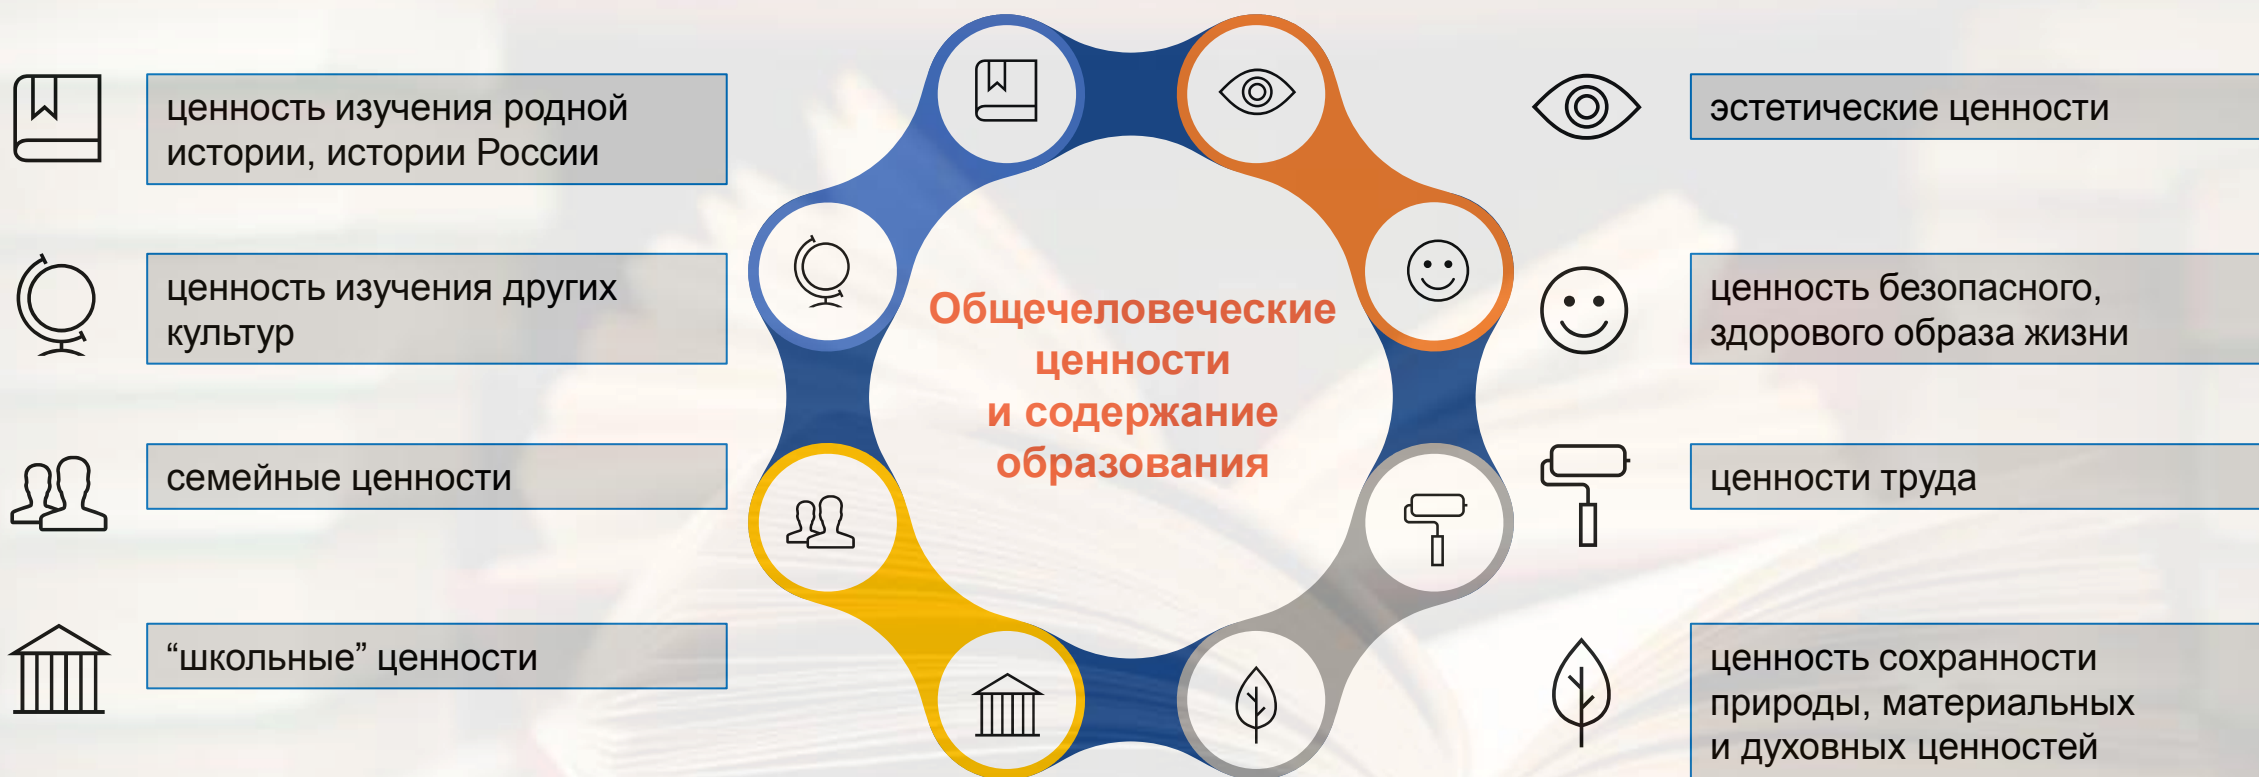 ценность изучения родной
истории, истории России
ценность изучения других
культур
семейные ценности
“школьные” ценности
Общечеловеческие
ценности
и содержание
образования
эстетические ценности
ценность безопасного,
здорового образа жизни
ценности труда
ценность сохранности
природы, материальных
и духовных ценностей